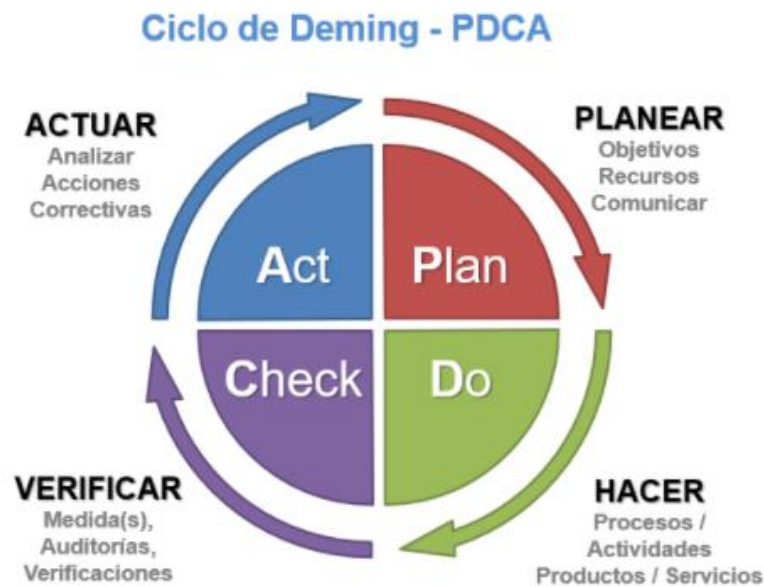 Ciclo de Deming - PDCA
ACTUAR
Analizar
Acciones
Correctivas
PLANEAR
Objetivos
Recursos
Comunicar
Act
Plan
Check
Do
VERIFICAR
Medida(s),
Auditorías,
Verificaciones
HACER
Procesos /
Actividades
Productos / Servicios